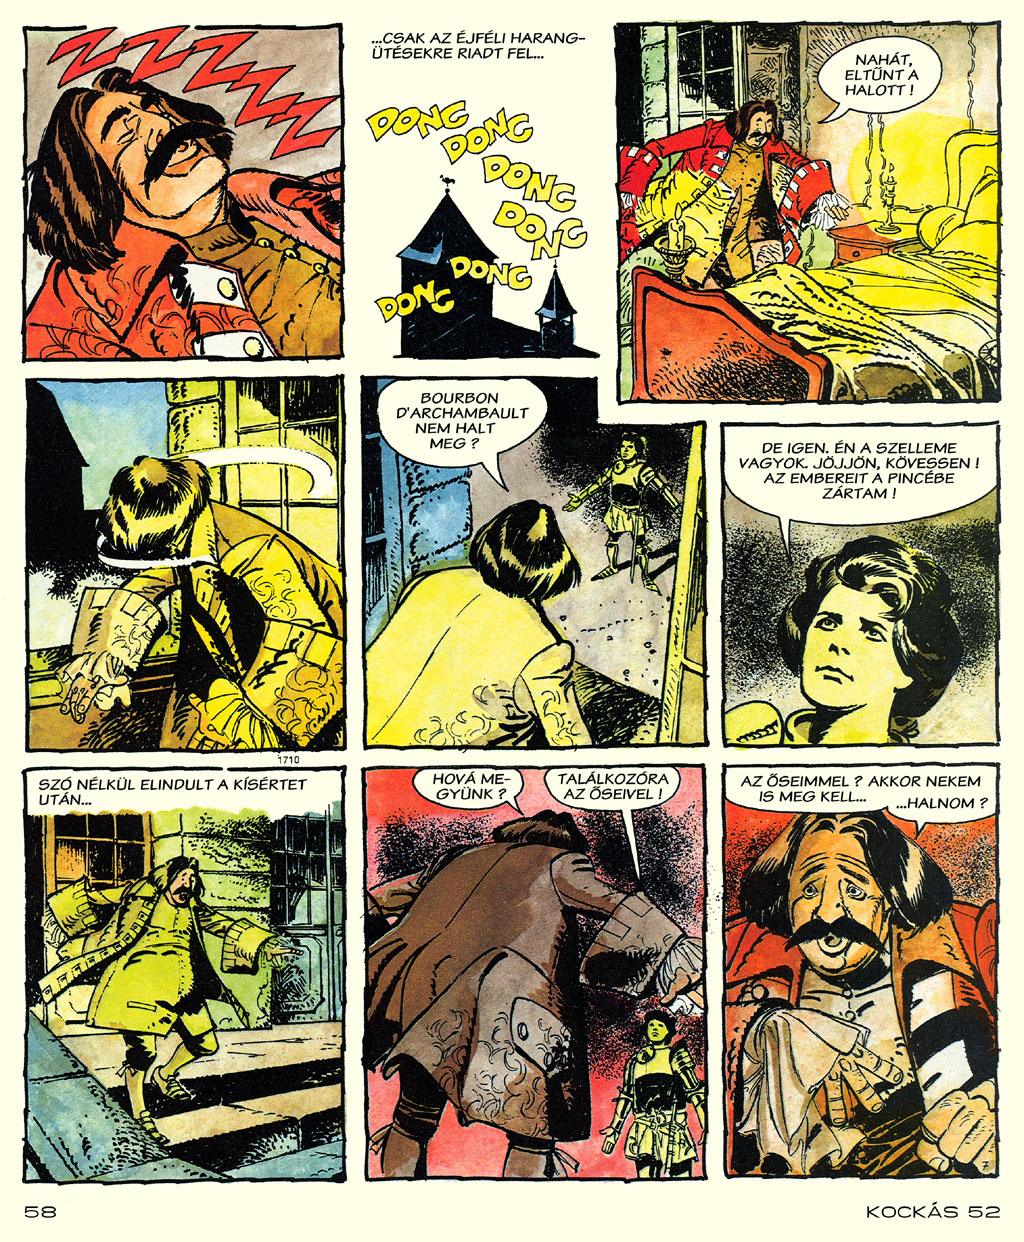 ZZZZZZZ
...CSAK AZ ÉJFÉLI HARANG-
ÜTÉSEKRE RIADT FEL...
DONG
DONG
DONG
DONG
DONG
DONG
NAHÁT,
ELTŰNT A
HALOTT !
BOURBON
D'ARCHAMBAULT
NEM HALT
MEG ?
DE IGEN. ÉN A SZELLEME
VAGYOK. JÖJJÖN, KÖVESSEN !
AZ EMBEREIT A PINCÉBE
ZÁRTAM !
1710
SZÓ NÉLKÜL ELINDULT A KÍSÉRTET
UTÁN...
HOVÁ ME-
GYÜNK ?
TALÁLKOZÓRA
AZ ŐSEIVEL !
AZ ŐSEIMMEL ? AKKOR NEKEM
IS MEG KELL...
...HALNOM ?
7
58
KOCKÁS 52